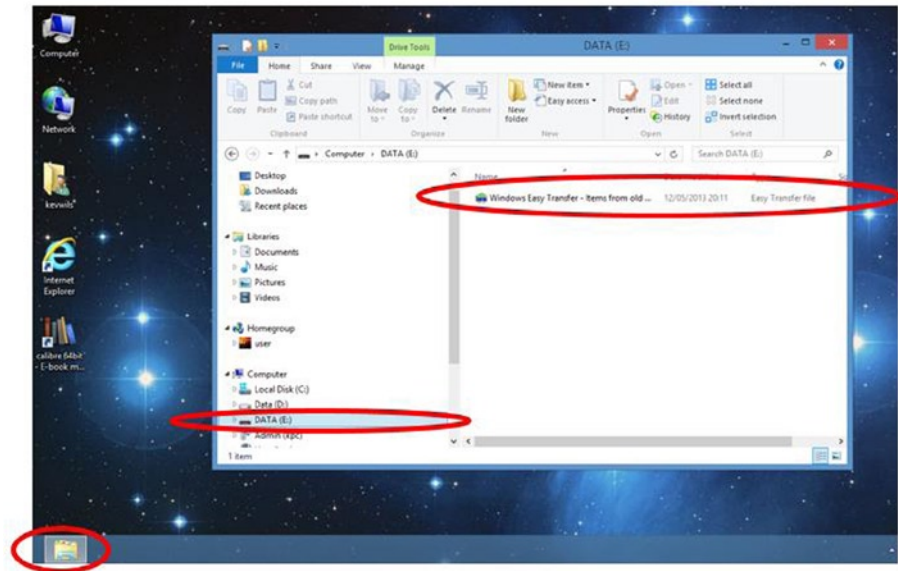 Computer
Network
kevwils
Internet
Explorer
calibre 64bit
- E-book m...
Drive Tools
DATA (E:)
File Home Share View Manage
Copy
Paste
Cut
Copy path
Paste shortcut
Clipboard
Move
to
Copy
to
Delete
Rename
Organize
New
folder
New item
Easy access
New
Properties
Open
Edit
History
Open
Select all
Select none
Invert selection
Select
Computer DATA (E:)
Search DATA (E:)
Desktop
Downloads
Recent places
Libraries
Documents
Music
Pictures
Videos
Homegroup
user
Computer
Local Disk (C:)
Data (D:)
DATA (E:)
Admin (xpc)
Name
Windows Easy Transfer - Items from old ... 12/05/2013 20:11 Easy Transfer file
1 item